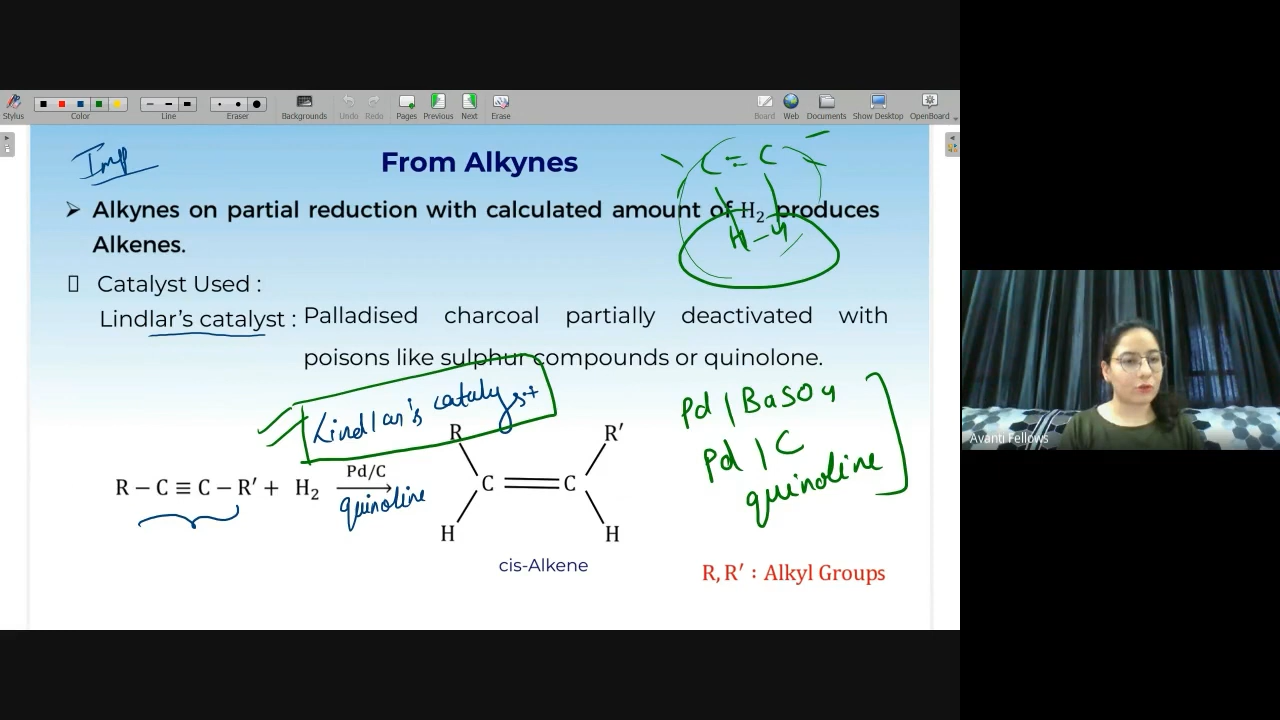 Stylus
Color
Line
Eraser
Backgrounds
Undo
Redo
Pages
Previous
Next
Erase
Board
Web
Documents
Show Desktop
OpenBoard
Imp
From Alkynes
C = C
➢ Alkynes on partial reduction with calculated amount of H₂ produces
Alkenes.
H – H
▯ Catalyst Used :
Lindlar's catalyst : Palladised charcoal partially deactivated with
poisons like sulphur compounds or quinolone.
Lindlar's catalyst
Pd / BaSO4
Pd / C
quinoline
R – C ≡ C – R′ + H₂
Pd/C
quinoline
R R′
C = C
H H
cis-Alkene
R, R′ : Alkyl Groups
Avanti Fellows